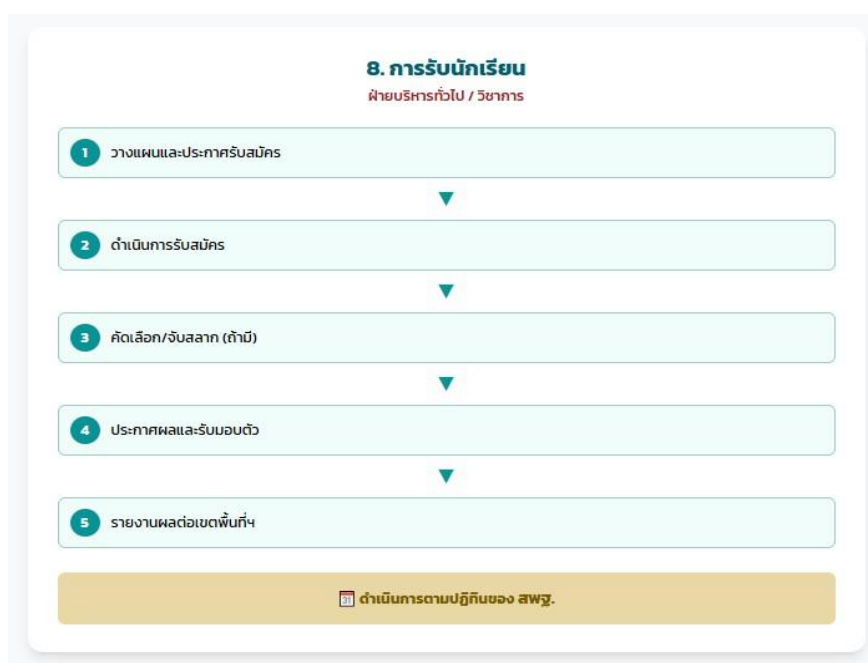 8. การรับนักเรียน
ฝ่ายบริหารทั่วไป / วิชาการ
1 วางแผนและประกาศรับสมัคร
2 ดำเนินการรับสมัคร
3 คัดเลือก/จับสลาก (ถ้ามี)
4 ประกาศผลและรับมอบตัว
5 รายงานผลต่อเขตพื้นที่ฯ
31 ดำเนินการตามปฏิทินของ สพฐ.